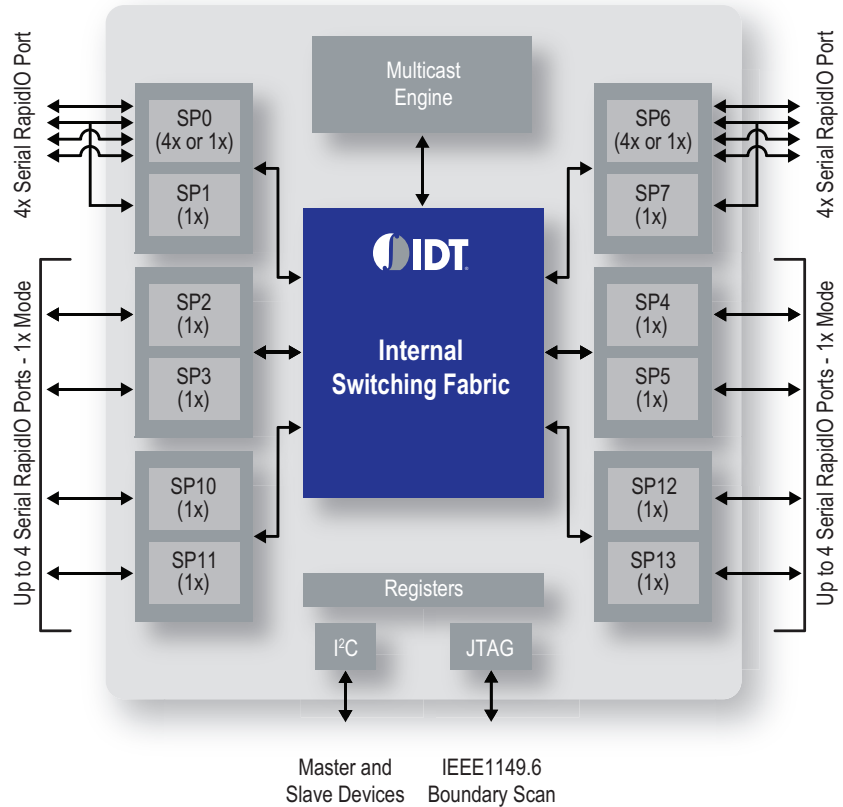 4x Serial RapidIO Port
Up to 4 Serial RapidIO Ports - 1x Mode
SP0
(4x or 1x)
SP1
(1x)
SP2
(1x)
SP3
(1x)
SP10
(1x)
SP11
(1x)
Multicast
Engine
IDT
Internal
Switching Fabric
Registers
I²C
JTAG
Master and
Slave Devices
IEEE1149.6
Boundary Scan
SP6
(4x or 1x)
SP7
(1x)
SP4
(1x)
SP5
(1x)
SP12
(1x)
SP13
(1x)
4x Serial RapidIO Port
Up to 4 Serial RapidIO Ports - 1x Mode